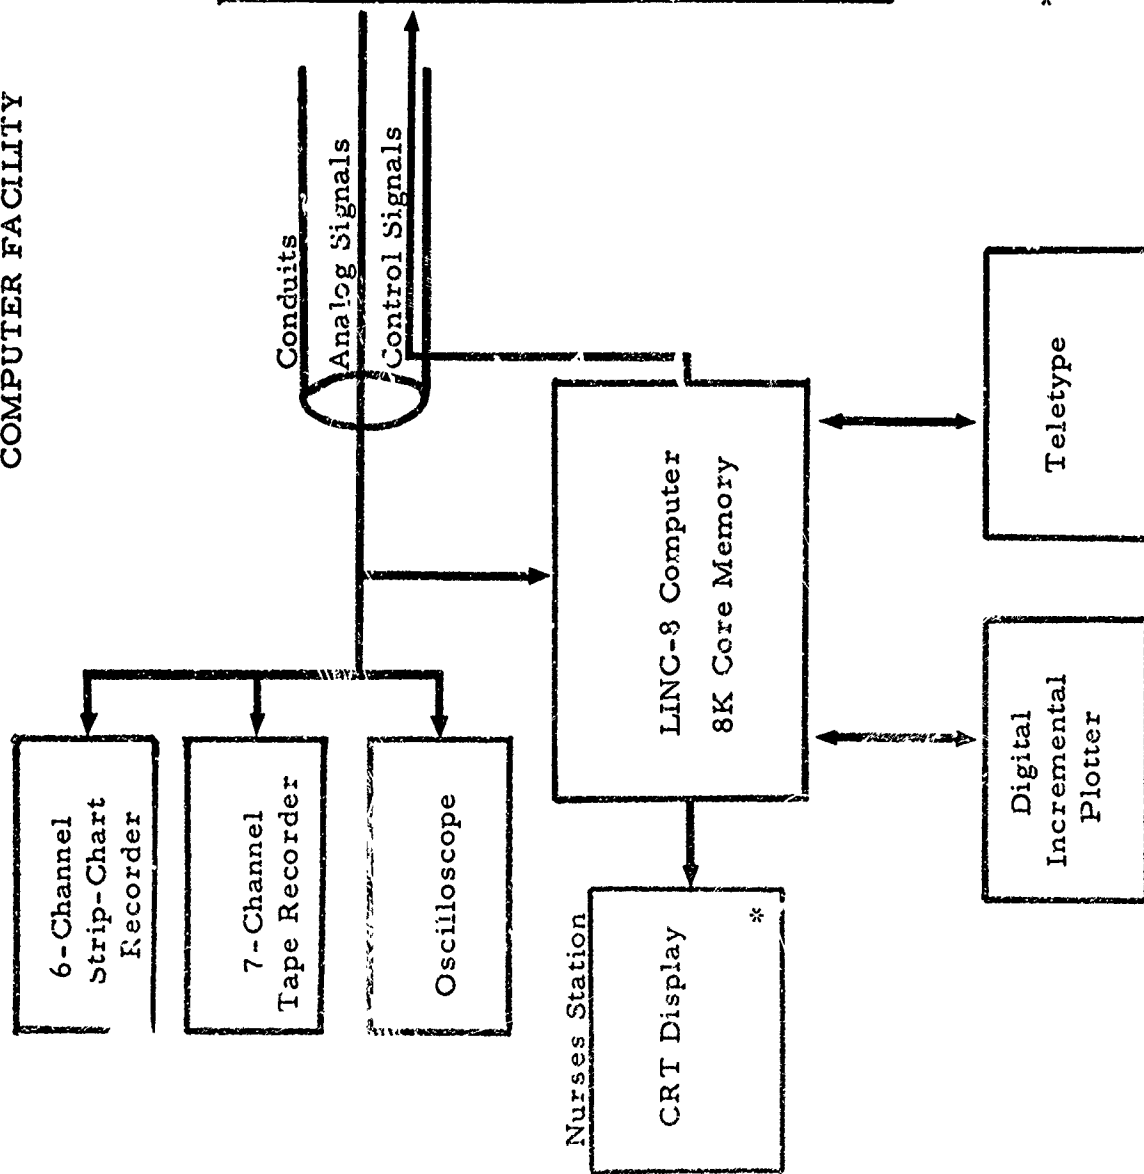 COMPUTER FACILITY
Conduits
Analog Signals
Control Signals
6-Channel
Strip-Chart
Recorder
7-Channel
Tape Recorder
Oscilloscope
LINC-8 Computer
8K Core Memory
Nurses Station
CRT Display
*
Teletype
Digital
Incremental
Plotter
*